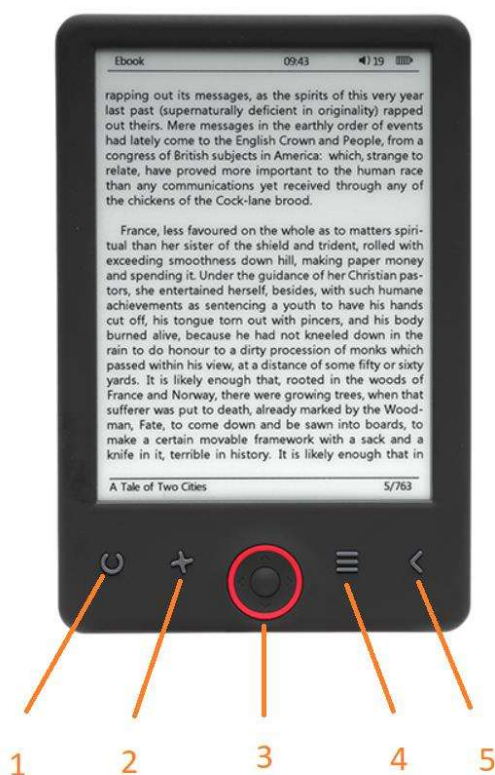 Ebook 09:43 19
rapping out its messages, as the spirits of this very year
last past (supernaturally deficient in originality) rapped
out theirs. Mere messages in the earthly order of events
had lately come to the English Crown and People, from a
congress of British subjects in America: which, strange to
relate, have proved more important to the human race
than any communications yet received through any of
the chickens of the Cock-lane brood.
France, less favoured on the whole as to matters spiri-
tual than her sister of the shield and trident, rolled with
exceeding smoothness down hill, making paper money
and spending it. Under the guidance of her Christian pas-
tors, she entertained herself, besides, with such humane
achievements as sentencing a youth to have his hands
cut off, his tongue torn out with pincers, and his body
burned alive, because he had not kneeled down in the
rain to do honour to a dirty procession of monks which
passed within his view, at a distance of some fifty or sixty
yards. It is likely enough that, rooted in the woods of
France and Norway, there were growing trees, when that
sufferer was put to death, already marked by the Wood-
man, Fate, to come down and be sawn into boards, to
make a certain movable framework with a sack and a
knife in it, terrible in history. It is likely enough that in
A Tale of Two Cities 5/763
1 2 3 4 5